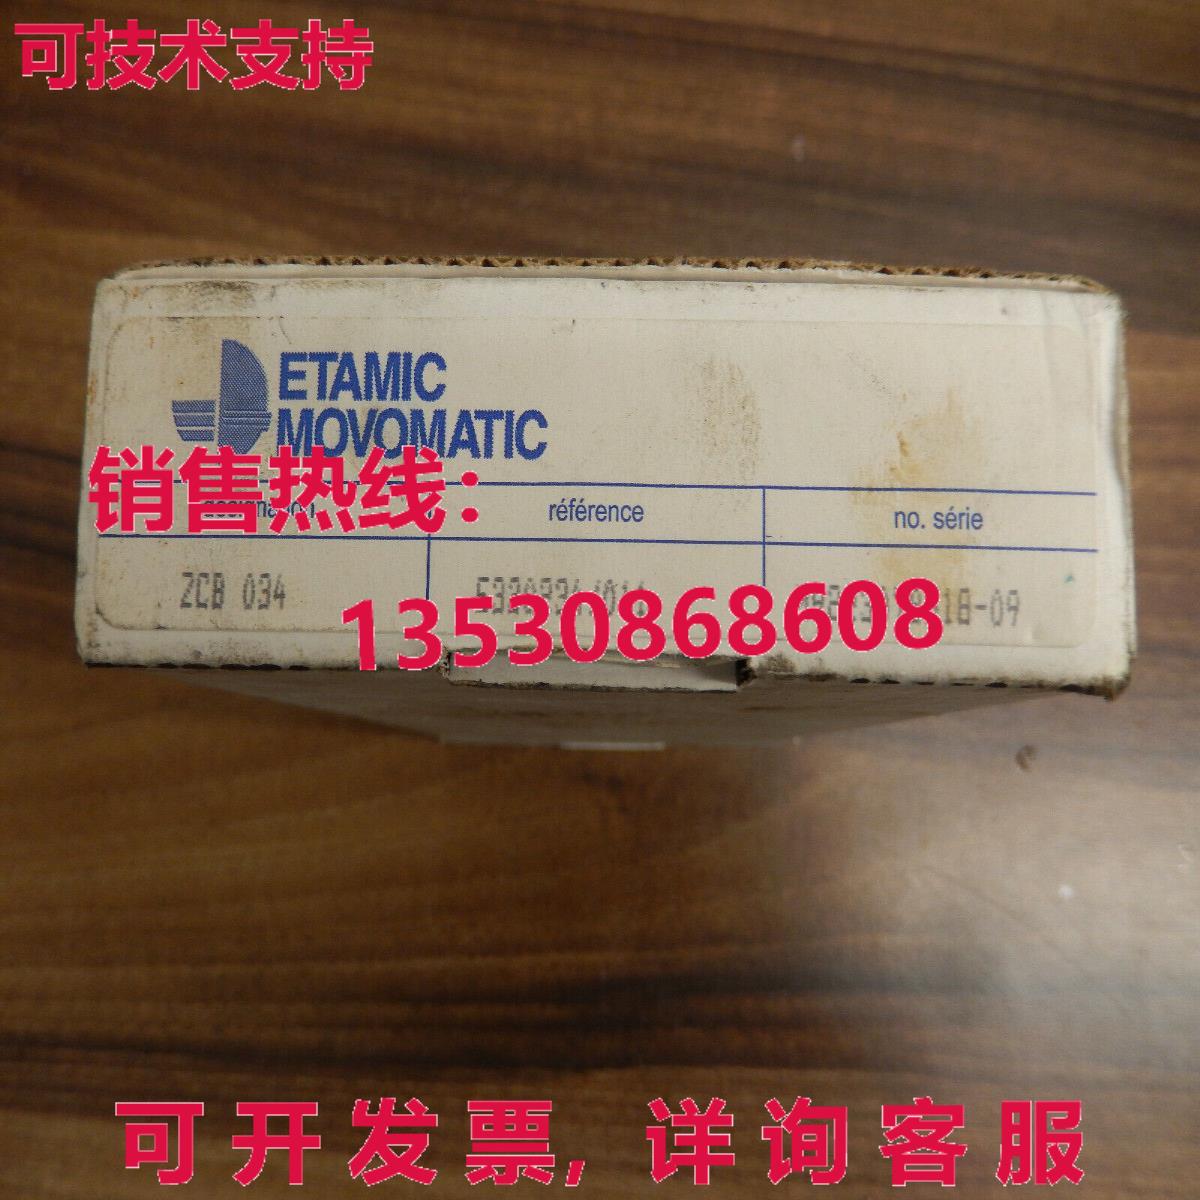 可技术支持
ETAMIC
MOVOMATIC
销售热线：
référence
no. série
ZCB 034
13530868608
可开发票, 详询客服